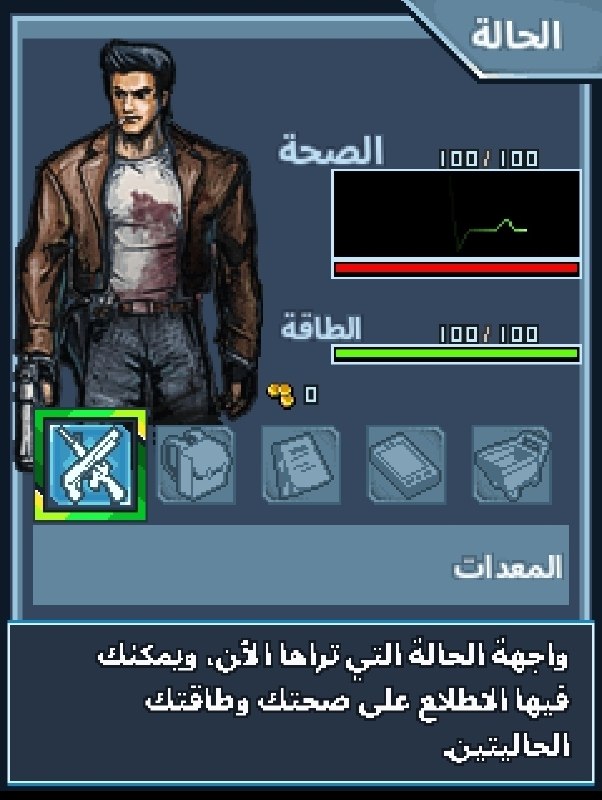 الحالة
الصحة
100/100
الطاقة
100/100
0
المعدات
واجهة الحالة التي تراها الآن، ويمكنك
فيها الاطلاع على صحتك وطاقتك
الحاليتين.